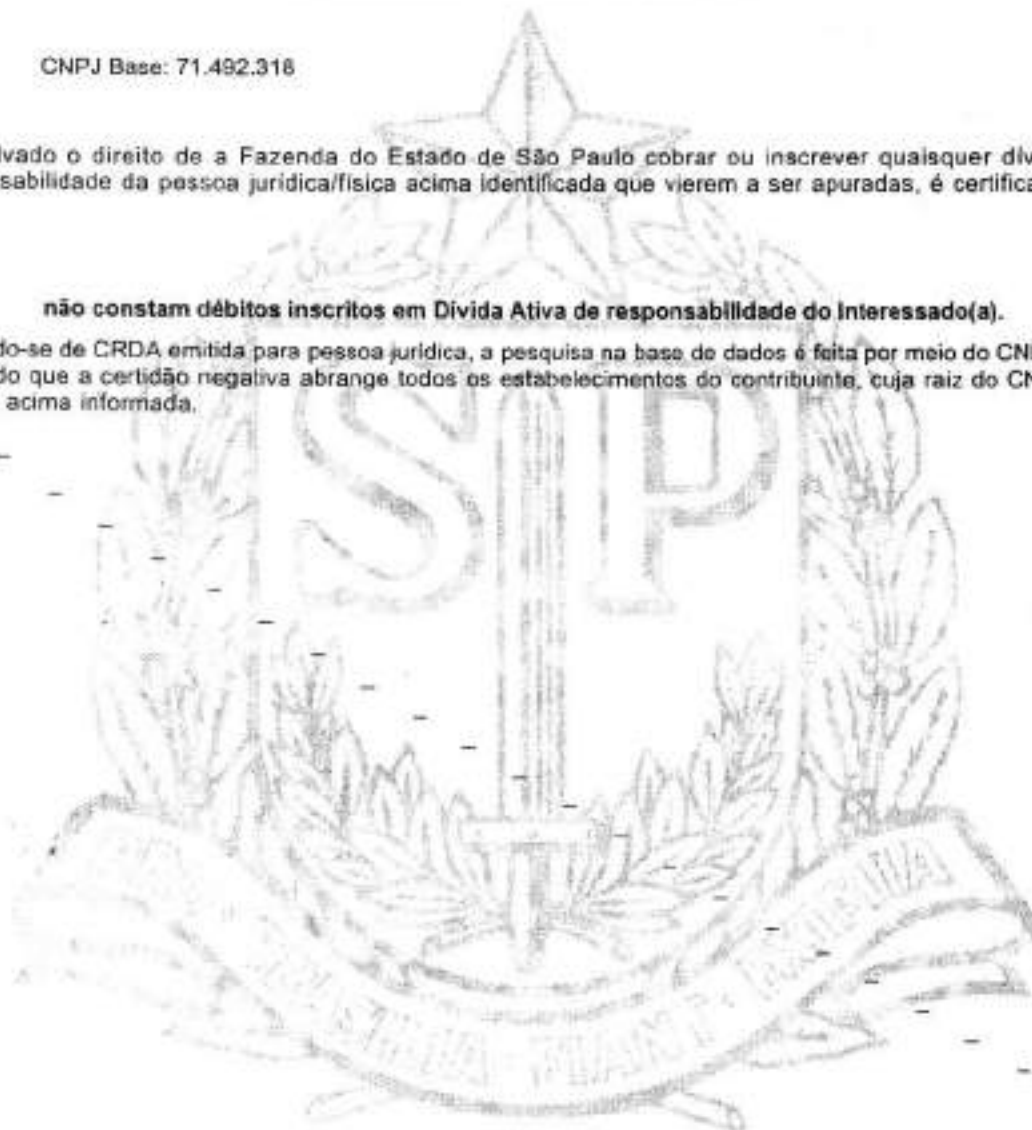 CNPJ Base: 71.492.318
lvado o direito de a Fazenda do Estado de São Paulo cobrar ou inscrever quaisquer dív
sabilidade da pessoa jurídica/física acima identificada que vierem a ser apuradas, é certifica
não constam débitos inscritos em Dívida Ativa de responsabilidade do Interessado(a).
do-se de CRDA emitida para pessoa jurídica, a pesquisa na base de dados é feita por meio do CN
do que a certidão negativa abrange todos os estabelecimentos do contribuinte, cuja raiz do CN
acima informada.
SP